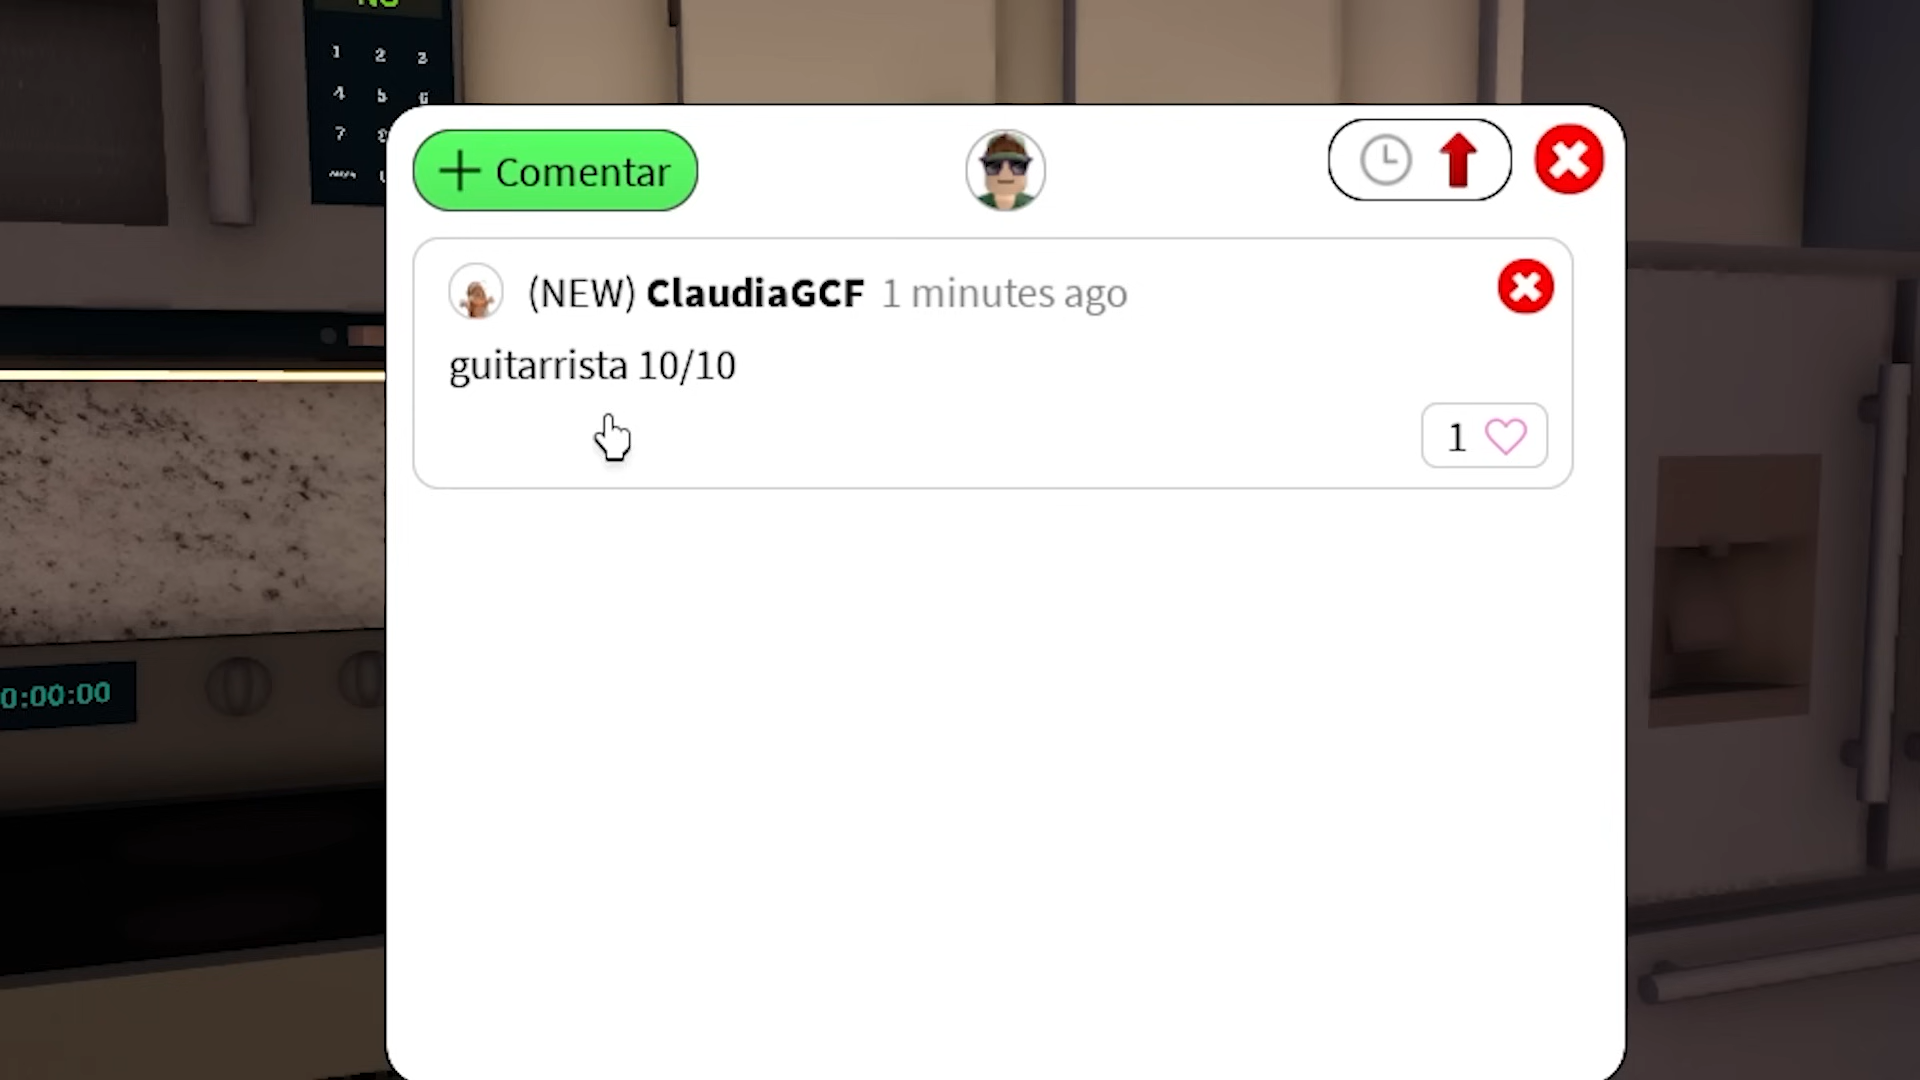 1 2 3
4 5 6
7
+ Comentar
(NEW) ClaudiaGCF 1 minutes ago
guitarrista 10/10
1
0:00:00